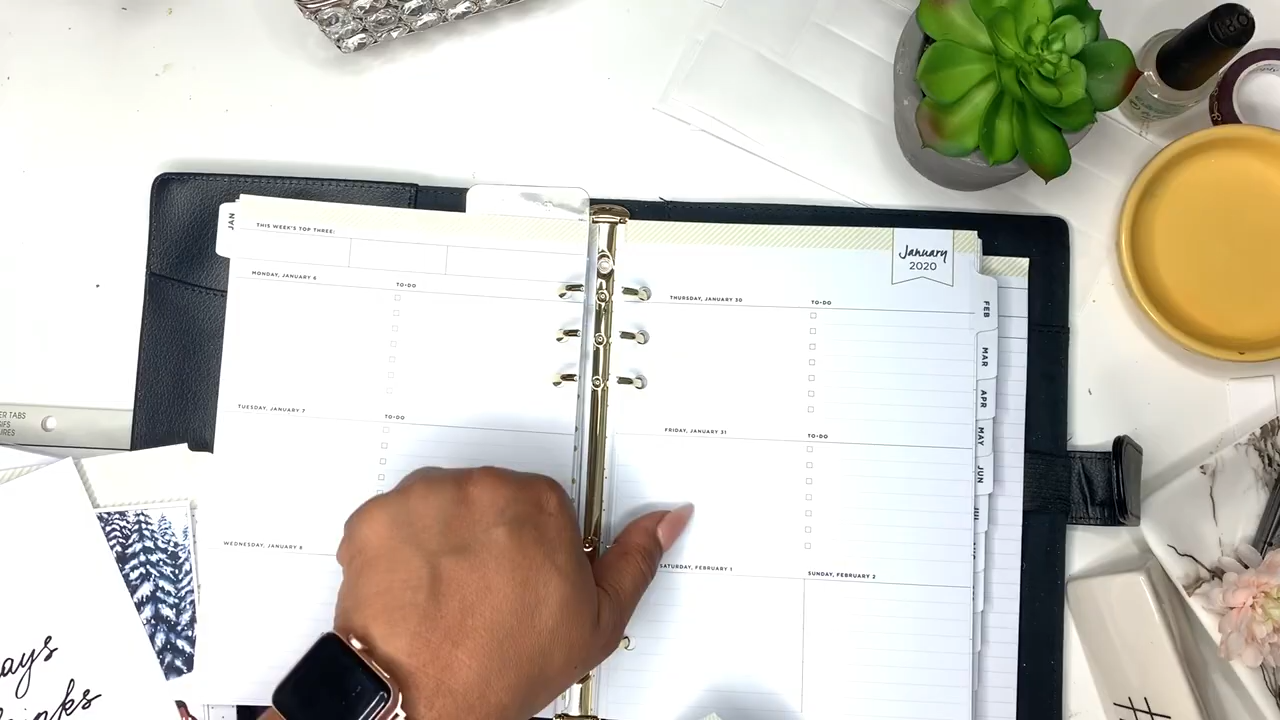 JAN
THIS WEEK'S TOP THREE:
MONDAY, JANUARY 6
TO-DO
TUESDAY, JANUARY 7
TO-DO
WEDNESDAY, JANUARY 8
January
2020
THURSDAY, JANUARY 30
TO-DO
FRIDAY, JANUARY 31
TO-DO
SATURDAY, FEBRUARY 1
SUNDAY, FEBRUARY 2
FEB
MAR
APR
MAY
JUN
ER TABS
#